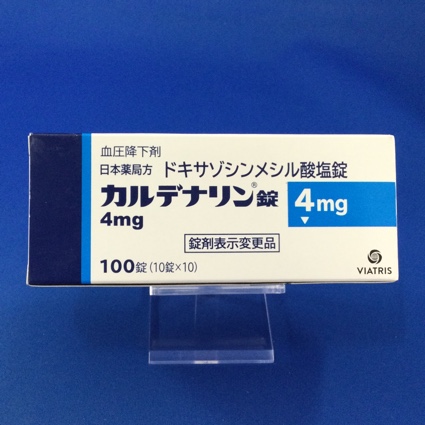 血圧降下剤
日本薬局方 ドキサゾシンメシル酸塩錠
カルデナリン®錠
4mg
4mg
錠剤表示変更品
100錠(10錠×10)
VIATRIS